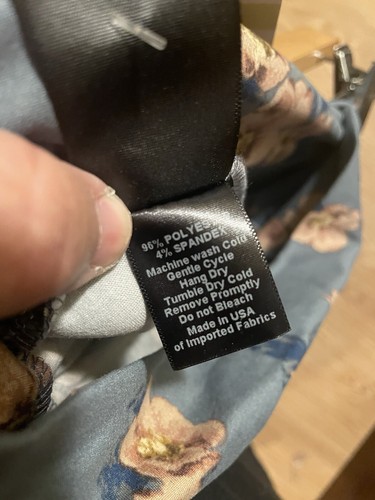 96% POLYES
4% SPANDEX
Machine wash Cold
Gentle Cycle
Hang Dry
Tumble Dry Cold
Remove Promptly
Do not Bleach
Made in USA
of Imported Fabrics